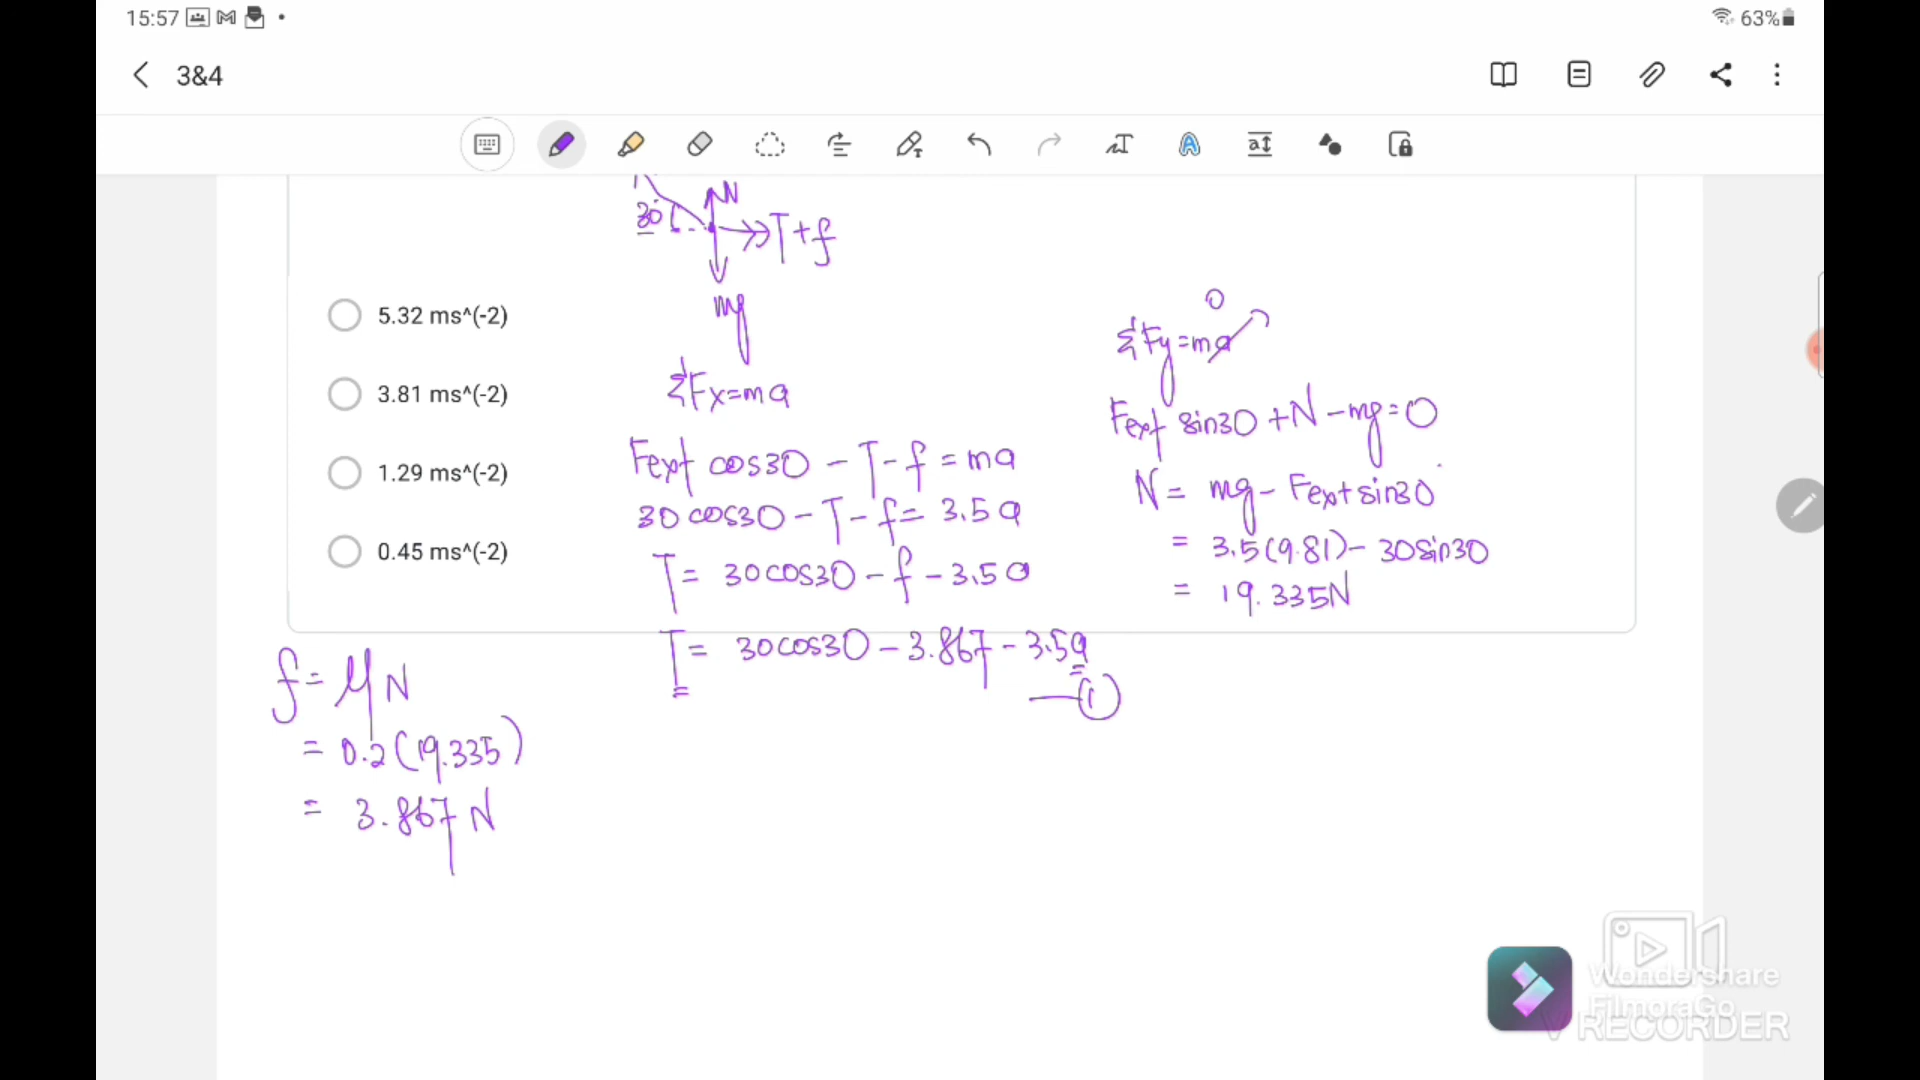 15:57
63%
3&4
N
30°
T+f
mg
5.32 ms^(-2)
3.81 ms^(-2)
1.29 ms^(-2)
0.45 ms^(-2)
ΣFx=ma
Fext cos30 - T - f = ma
30cos30 - T - f = 3.5a
T = 30cos30 - f - 3.5a
T = 30cos30 - 3.867 - 3.5a
—①
0
ΣFy=ma
Fext sin30 + N - mg = 0
N = mg - Fext sin30
= 3.5(9.81) - 30sin30
= 19.335N
f = μN
= 0.2(19.335)
= 3.867 N
Wondershare
FilmoraGo
V RECORDER